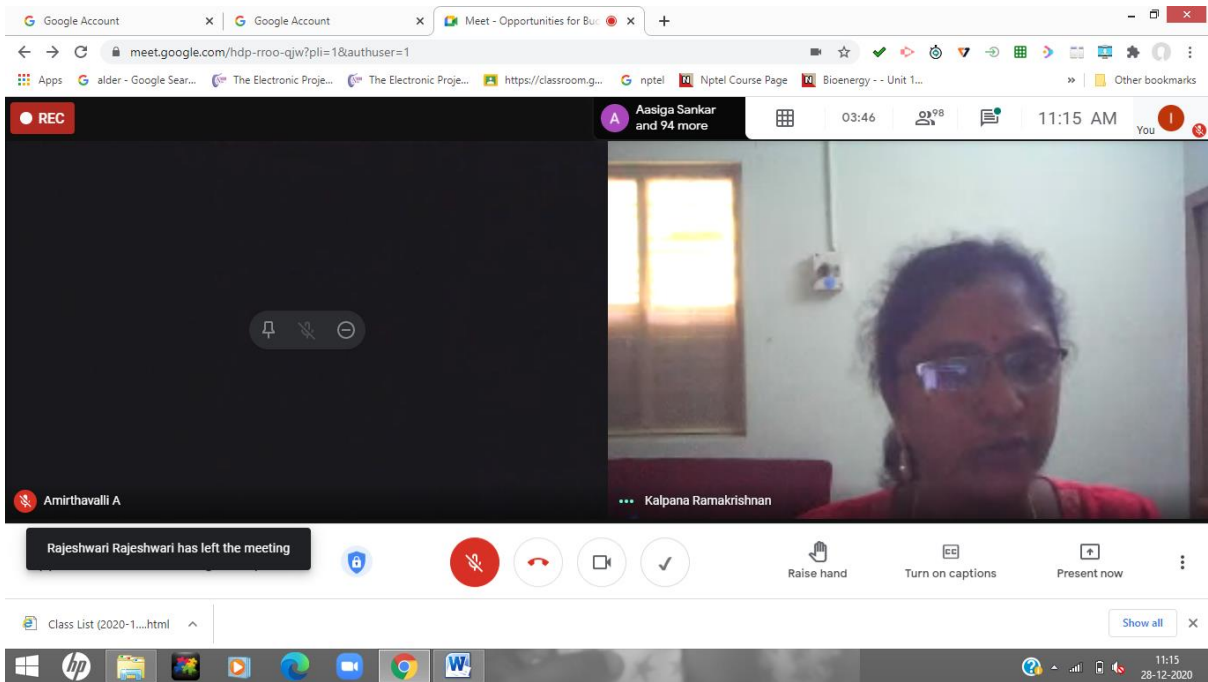 Google Account
Google Account
Meet - Opportunities for Buc
meet.google.com/hdp-rroo-qjw?pli=1&authuser=1
Apps
alder - Google Sear...
The Electronic Proje...
The Electronic Proje...
https://classroom.g...
nptel
Nptel Course Page
Bioenergy - - Unit 1...
»
Other bookmarks
REC
A
Aasiga Sankar
and 94 more
03:46
98
11:15 AM
You
I
Amirthavalli A
Kalpana Ramakrishnan
Rajeshwari Rajeshwari has left the meeting
Raise hand
CC
Turn on captions
Present now
Class List (2020-1....html
Show all
hp
W
11:15
28-12-2020